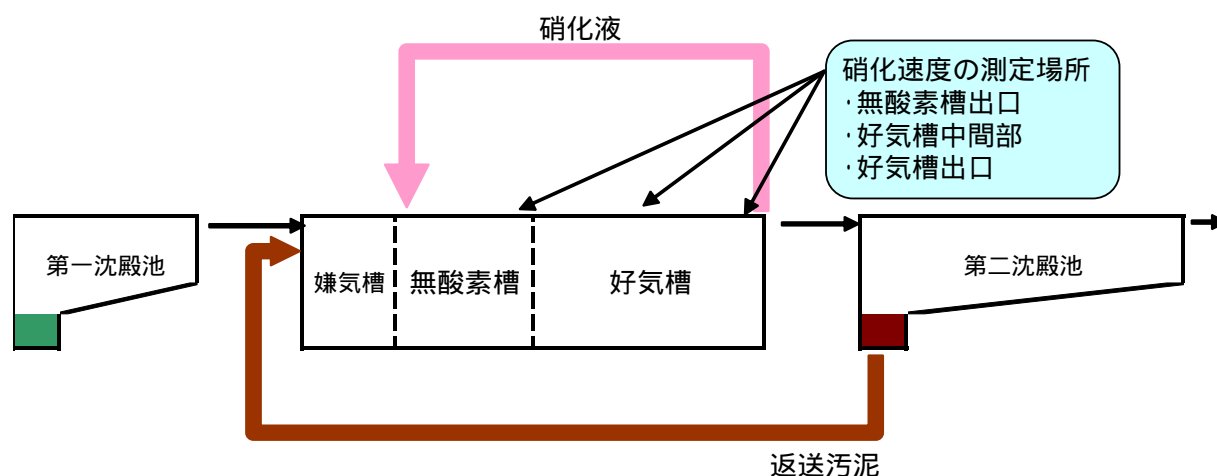 硝化液
硝化速度の測定場所
･無酸素槽出口
･好気槽中間部
･好気槽出口
第一沈殿池
嫌気槽
無酸素槽
好気槽
第二沈殿池
返送汚泥